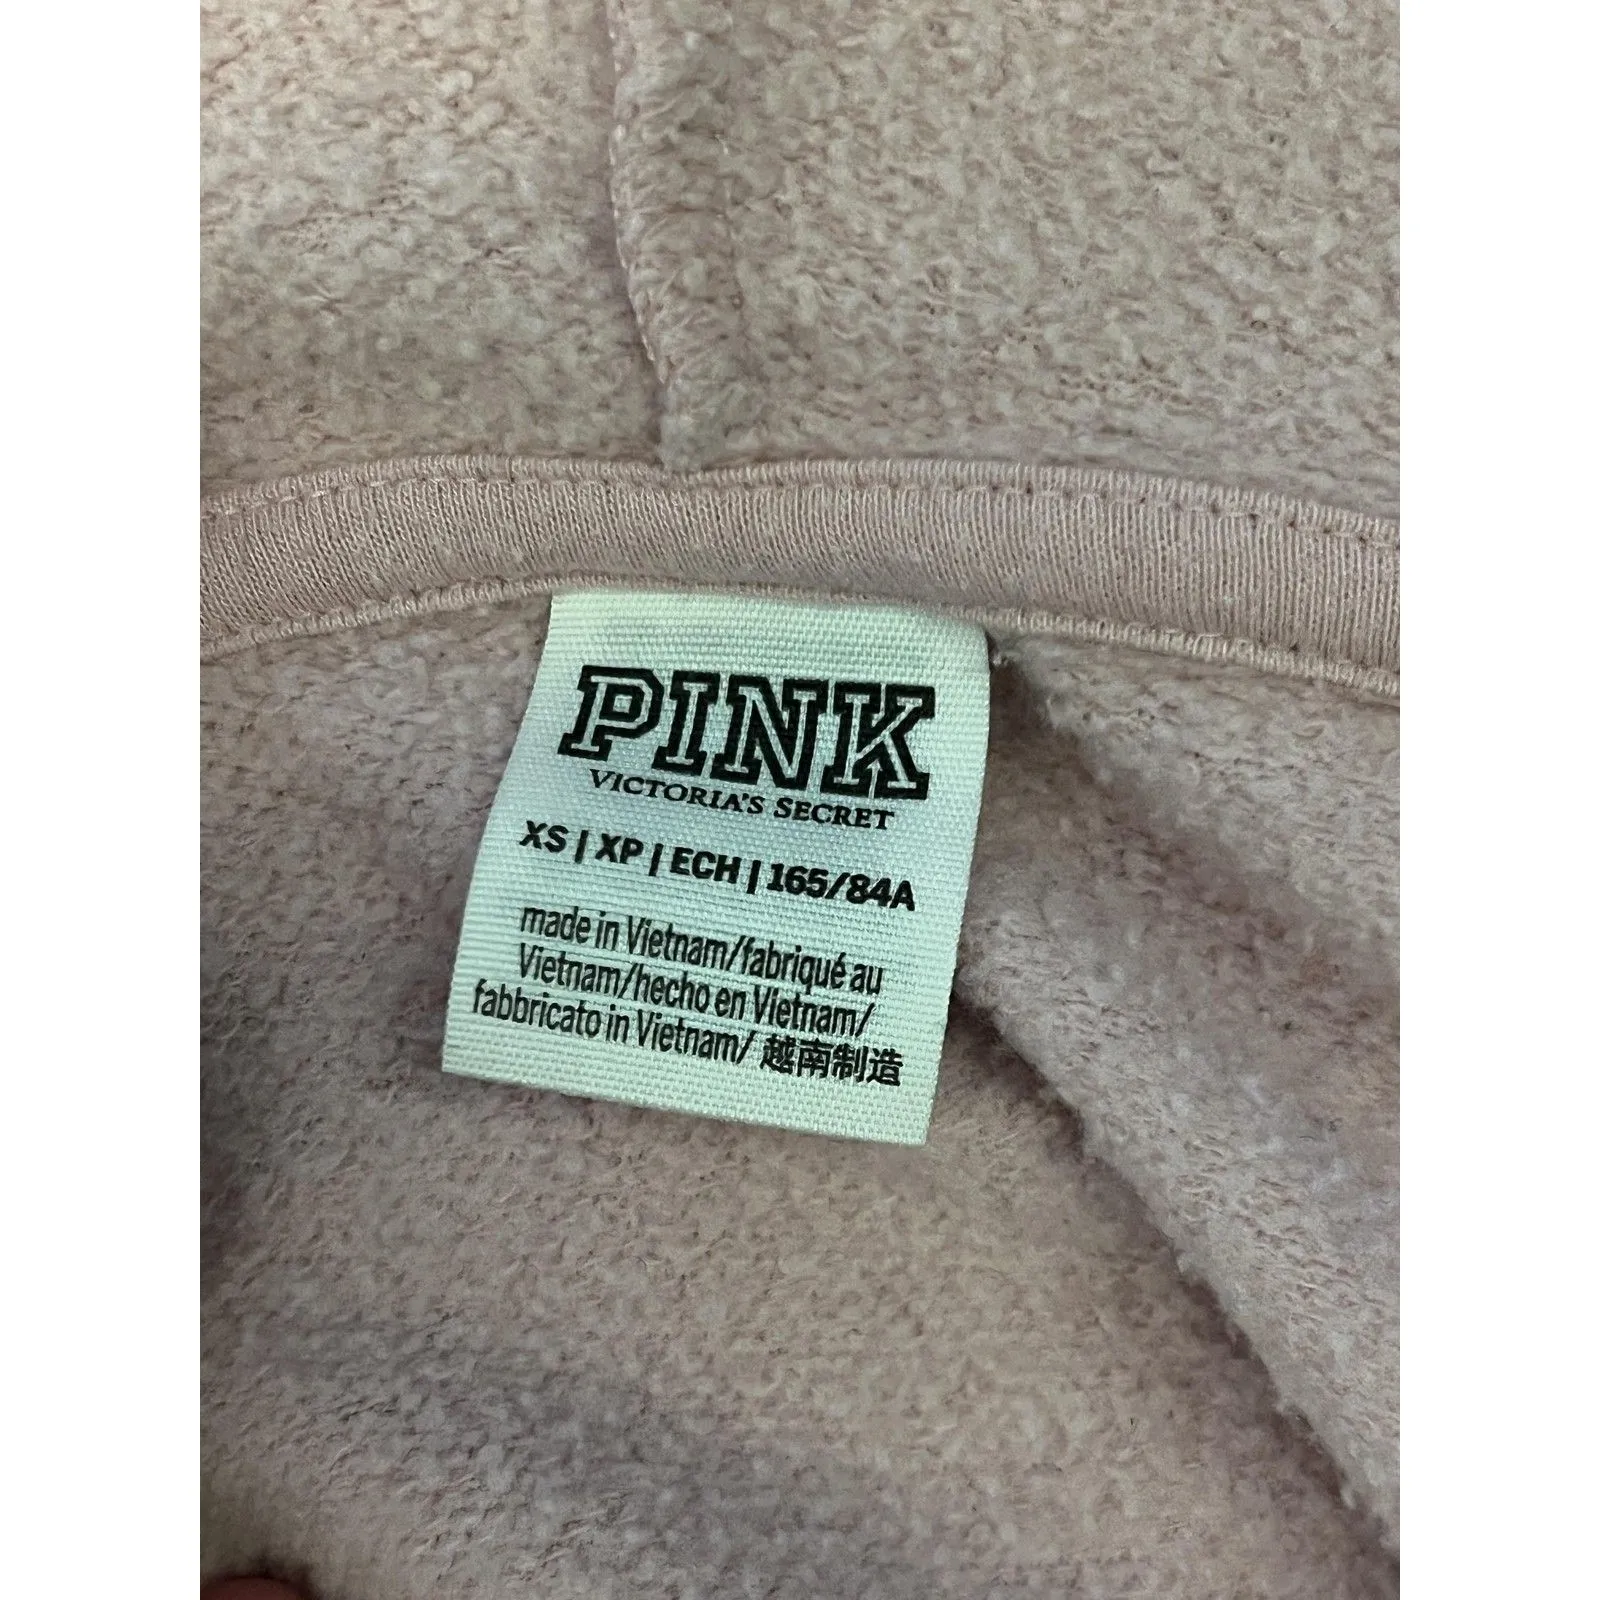 PINK
VICTORIA'S SECRET
XS | XP | ECH | 165/84A
made in Vietnam/fabriqué au
Vietnam/hecho en Vietnam/
fabbricato in Vietnam/ 越南制造